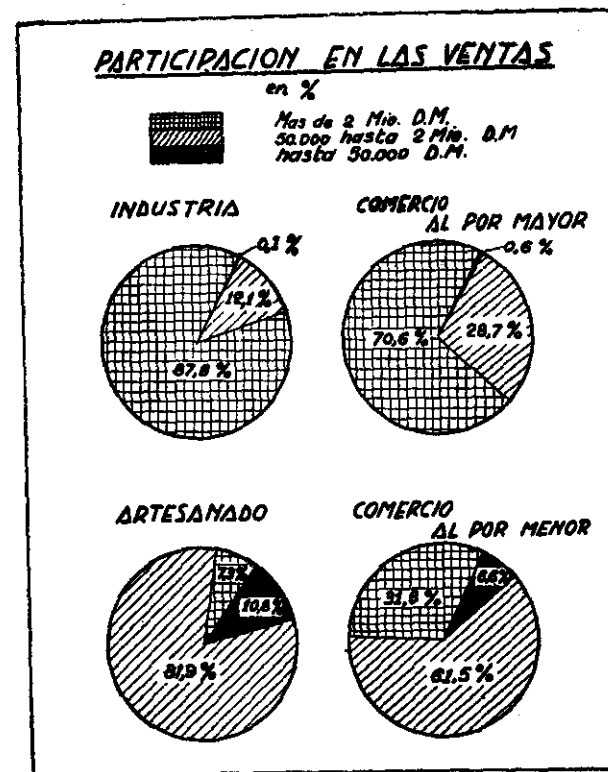 PARTICIPACION EN LAS VENTAS
en %
Mas de 2 Mio. D.M.
50.000 hasta 2 Mio. D.M
hasta 50.000 D.M.
INDUSTRIA
0,1 %
12,1 %
87,8 %
COMERCIO
AL POR MAYOR
0,6 %
70,6 %
28,7 %
ARTESANADO
7,3 %
10,8 %
81,9 %
COMERCIO
AL POR MENOR
31,8 %
6,6 %
61,5 %